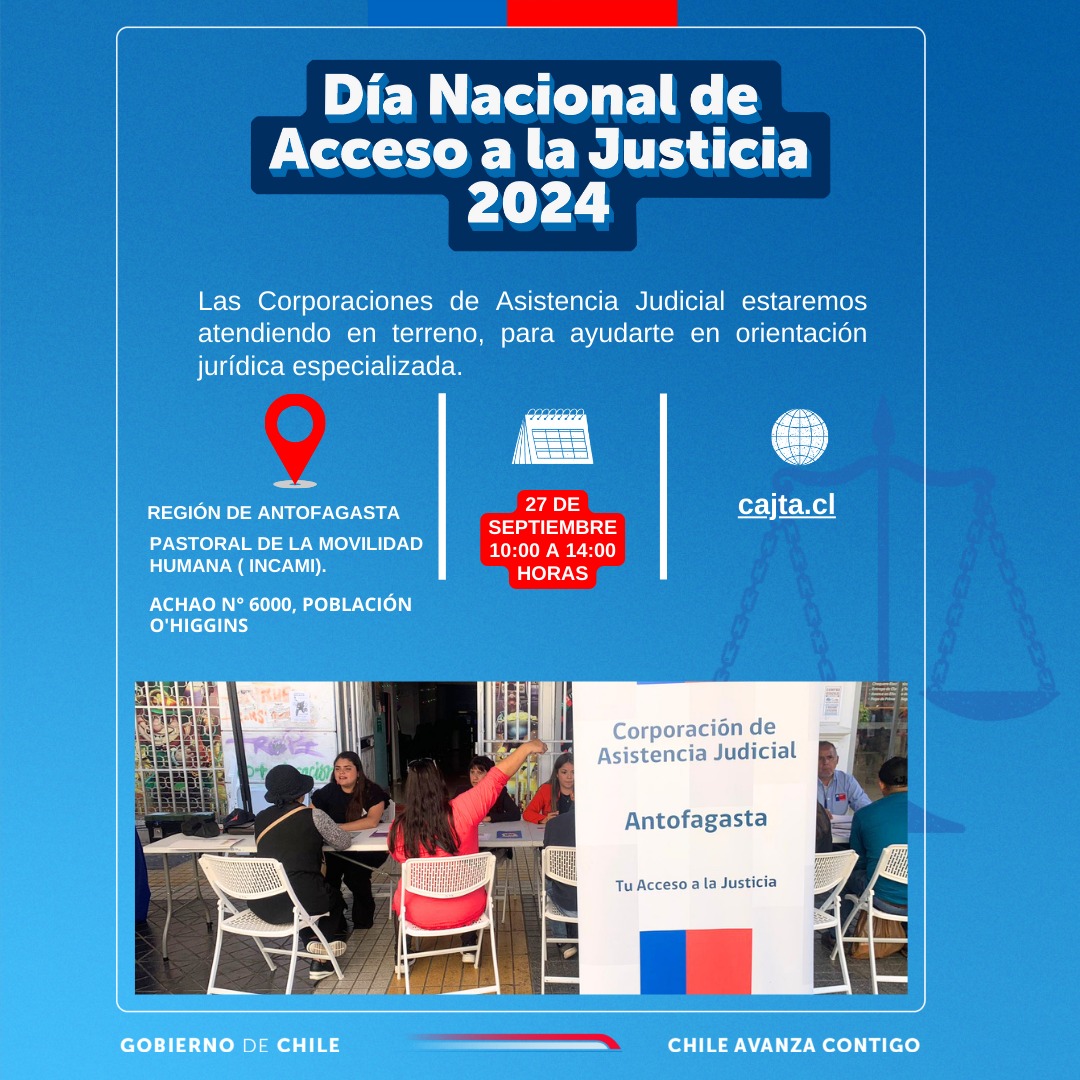 Día Nacional de
Acceso a la Justicia
2024
Las Corporaciones de Asistencia Judicial estaremos
atendiendo en terreno, para ayudarte en orientación
jurídica especializada.
REGIÓN DE ANTOFAGASTA
PASTORAL DE LA MOVILIDAD
HUMANA ( INCAMI).
ACHAO N° 6000, POBLACIÓN
O'HIGGINS
27 DE
SEPTIEMBRE
10:00 A 14:00
HORAS
cajta.cl
Corporación de
Asistencia Judicial
Antofagasta
Tu Acceso a la Justicia
GOBIERNO DE CHILE
CHILE AVANZA CONTIGO